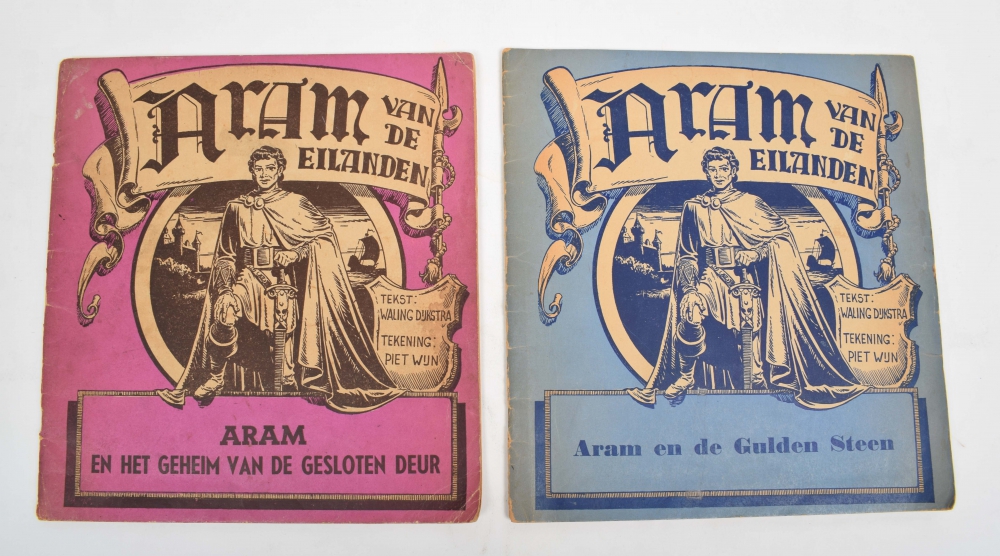 Aram
VAN
DE
EILANDEN
TEKST:
WALING DIJKSTRA
TEKENING:
PIET WIJN
ARAM
EN HET GEHEIM VAN DE GESLOTEN DEUR
Aram
VAN
DE
EILANDEN
TEKST:
WALING DIJKSTRA
TEKENING:
PIET WIJN
Aram en de Gulden Steen